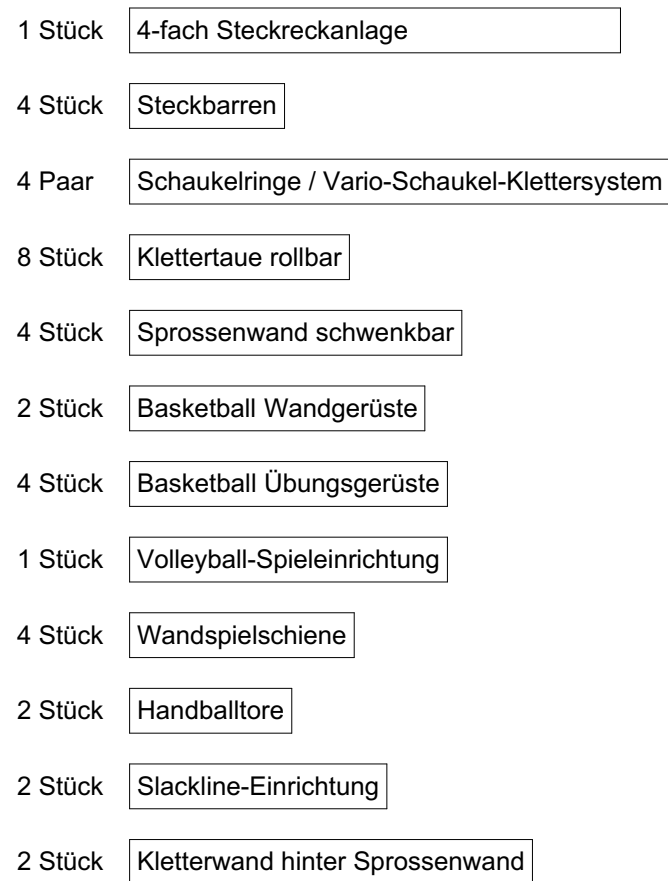 1 Stück 4-fach Steckreckanlage
4 Stück Steckbarren
4 Paar Schaukelringe / Vario-Schaukel-Klettersystem
8 Stück Klettertaue rollbar
4 Stück Sprossenwand schwenkbar
2 Stück Basketball Wandgerüste
4 Stück Basketball Übungsgerüste
1 Stück Volleyball-Spieleinrichtung
4 Stück Wandspielschiene
2 Stück Handballtore
2 Stück Slackline-Einrichtung
2 Stück Kletterwand hinter Sprossenwand